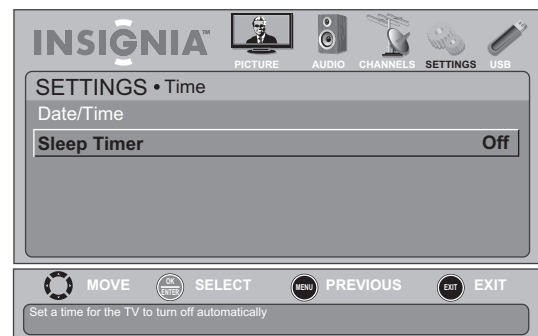 INSIGNIA™
PICTURE AUDIO CHANNELS SETTINGS USB
SETTINGS • Time
Date/Time
Sleep Timer Off
MOVE OK ENTER SELECT MENU PREVIOUS EXIT EXIT
Set a time for the TV to turn off automatically